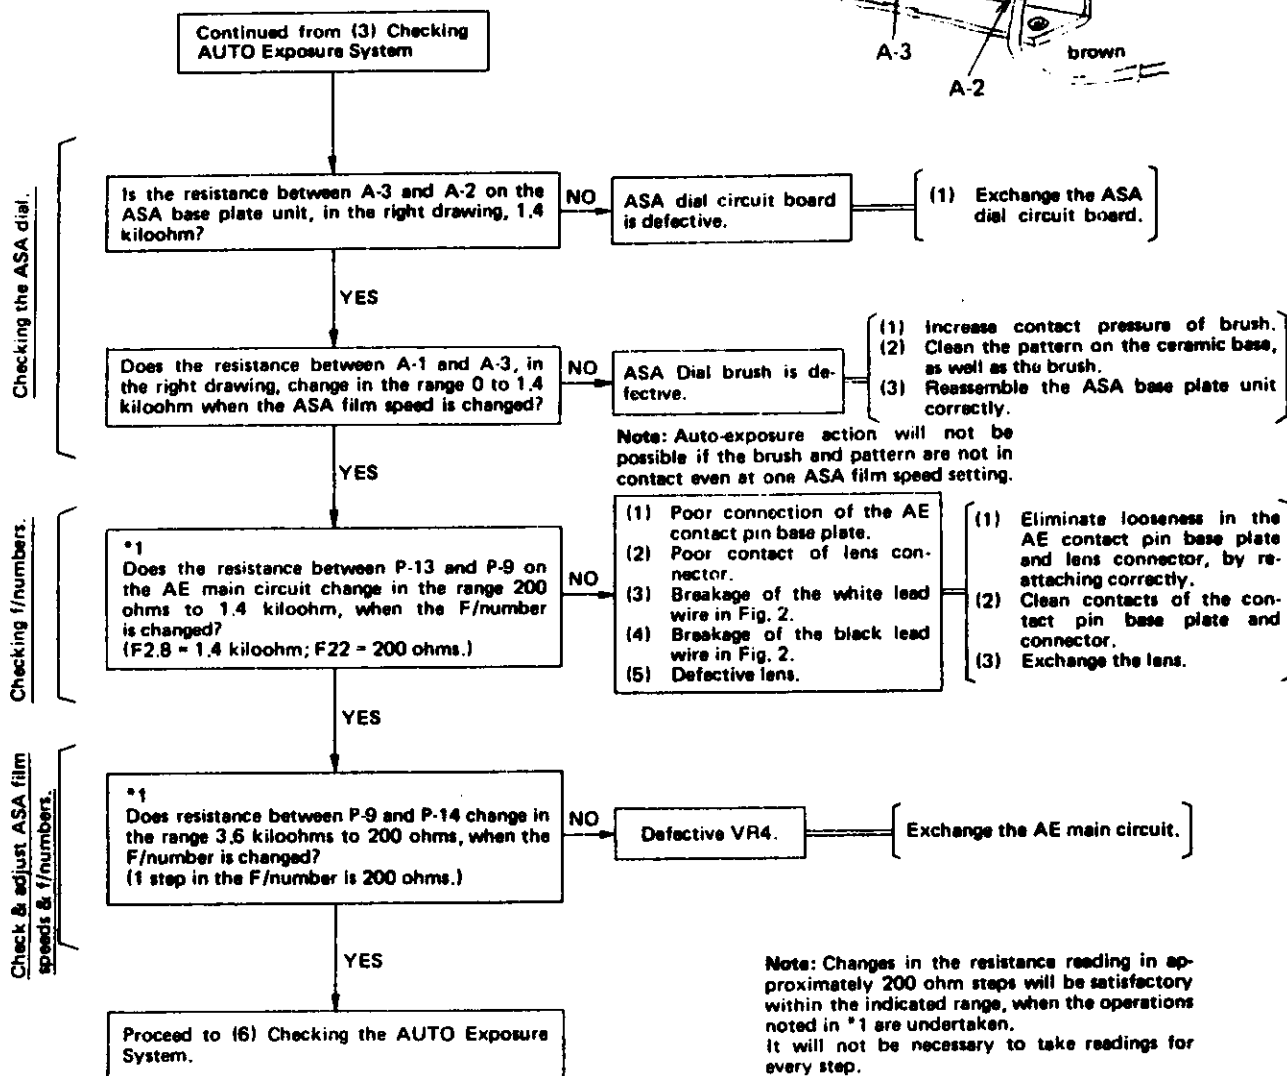 Continued from (3) Checking
AUTO Exposure System
A-3
A-2
brown
Checking the ASA dial.
Is the resistance between A-3 and A-2 on the
ASA base plate unit, in the right drawing, 1.4
kiloohm?
NO
ASA dial circuit board
is defective.
(1) Exchange the ASA
dial circuit board.
YES
Does the resistance between A-1 and A-3, in
the right drawing, change in the range 0 to 1.4
kiloohm when the ASA film speed is changed?
NO
ASA Dial brush is de-
fective.
(1) Increase contact pressure of brush.
(2) Clean the pattern on the ceramic base,
as well as the brush.
(3) Reassemble the ASA base plate unit
correctly.
Note: Auto-exposure action will not be
possible if the brush and pattern are not in
contact even at one ASA film speed setting.
YES
Checking f/numbers.
*1
Does the resistance between P-13 and P-9 on
the AE main circuit change in the range 200
ohms to 1.4 kiloohm, when the F/number
is changed?
(F2.8 = 1.4 kiloohm; F22 = 200 ohms.)
NO
(1) Poor connection of the AE
contact pin base plate.
(2) Poor contact of lens con-
nector.
(3) Breakage of the white lead
wire in Fig. 2.
(4) Breakage of the black lead
wire in Fig. 2.
(5) Defective lens.
(1) Eliminate looseness in the
AE contact pin base plate
and lens connector, by re-
attaching correctly.
(2) Clean contacts of the con-
tact pin base plate and
connector.
(3) Exchange the lens.
YES
Check & adjust ASA film
speeds & f/numbers.
*1
Does resistance between P-9 and P-14 change in
the range 3.6 kiloohms to 200 ohms, when the
F/number is changed?
(1 step in the F/number is 200 ohms.)
NO
Defective VR4.
Exchange the AE main circuit.
YES
Proceed to (6) Checking the AUTO Exposure
System.
Note: Changes in the resistance reading in ap-
proximately 200 ohm steps will be satisfactory
within the indicated range, when the operations
noted in *1 are undertaken.
It will not be necessary to take readings for
every step.